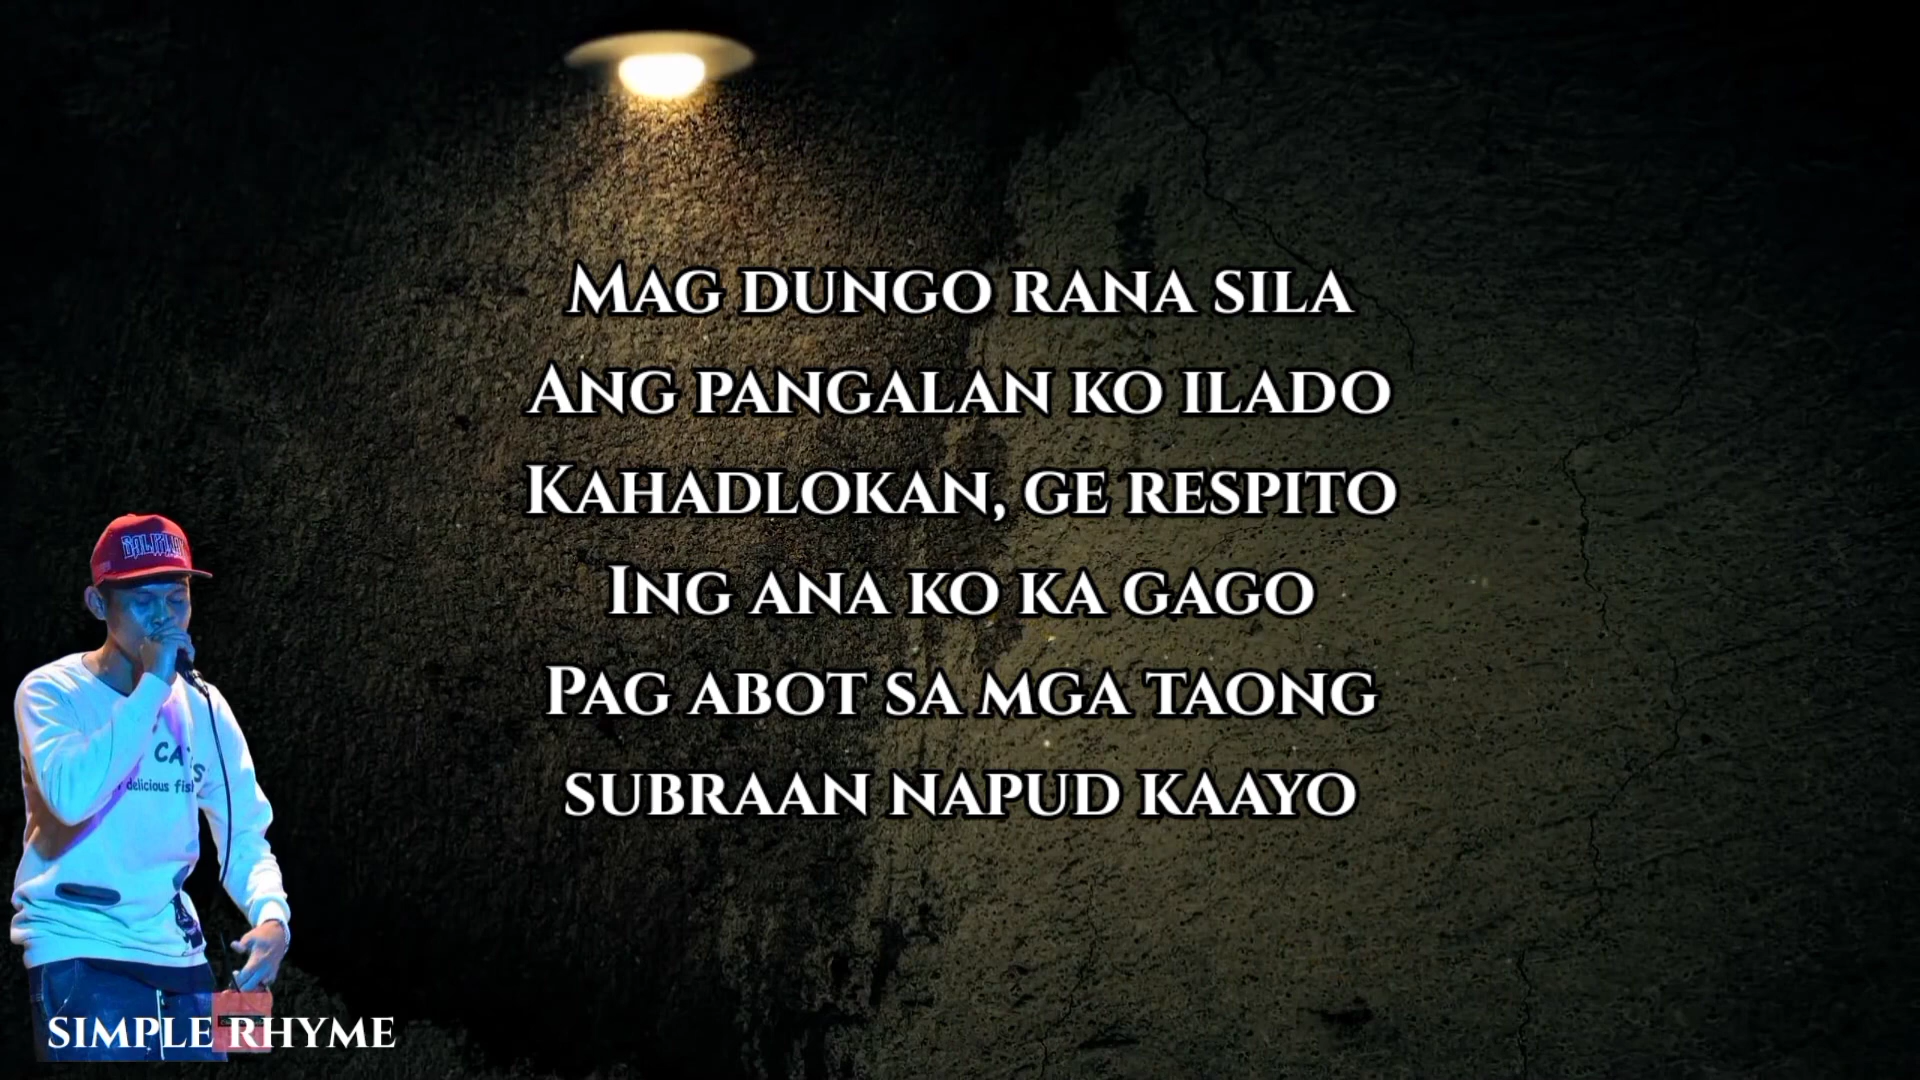 Mag dungo rana sila
Ang pangalan ko ilado
Kahadlokan, ge respito
Ing ana ko ka gago
Pag abot sa mga taong
subraan napud kaayo
delicious
SIMPLE RHYME